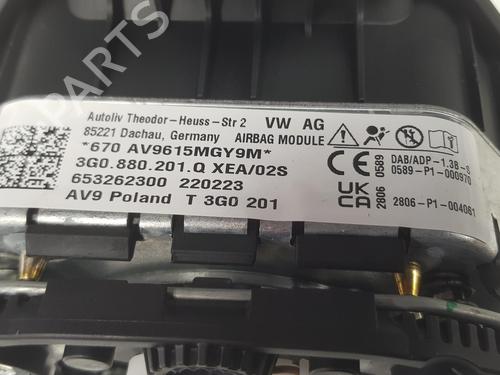 Autoliv Theodor-Heuss-Str 2 VW AG
85221 Dachau, Germany AIRBAG MODULE
*670 AV9615MGY9M*
3G0.880.201.Q XEA/02S
653262300 220223
AV9 Poland T 3G0 201
CE 0589
DAB/ADP-1.3B-S
0589-P1-000970
UK CA 2806
2806-P1-004061